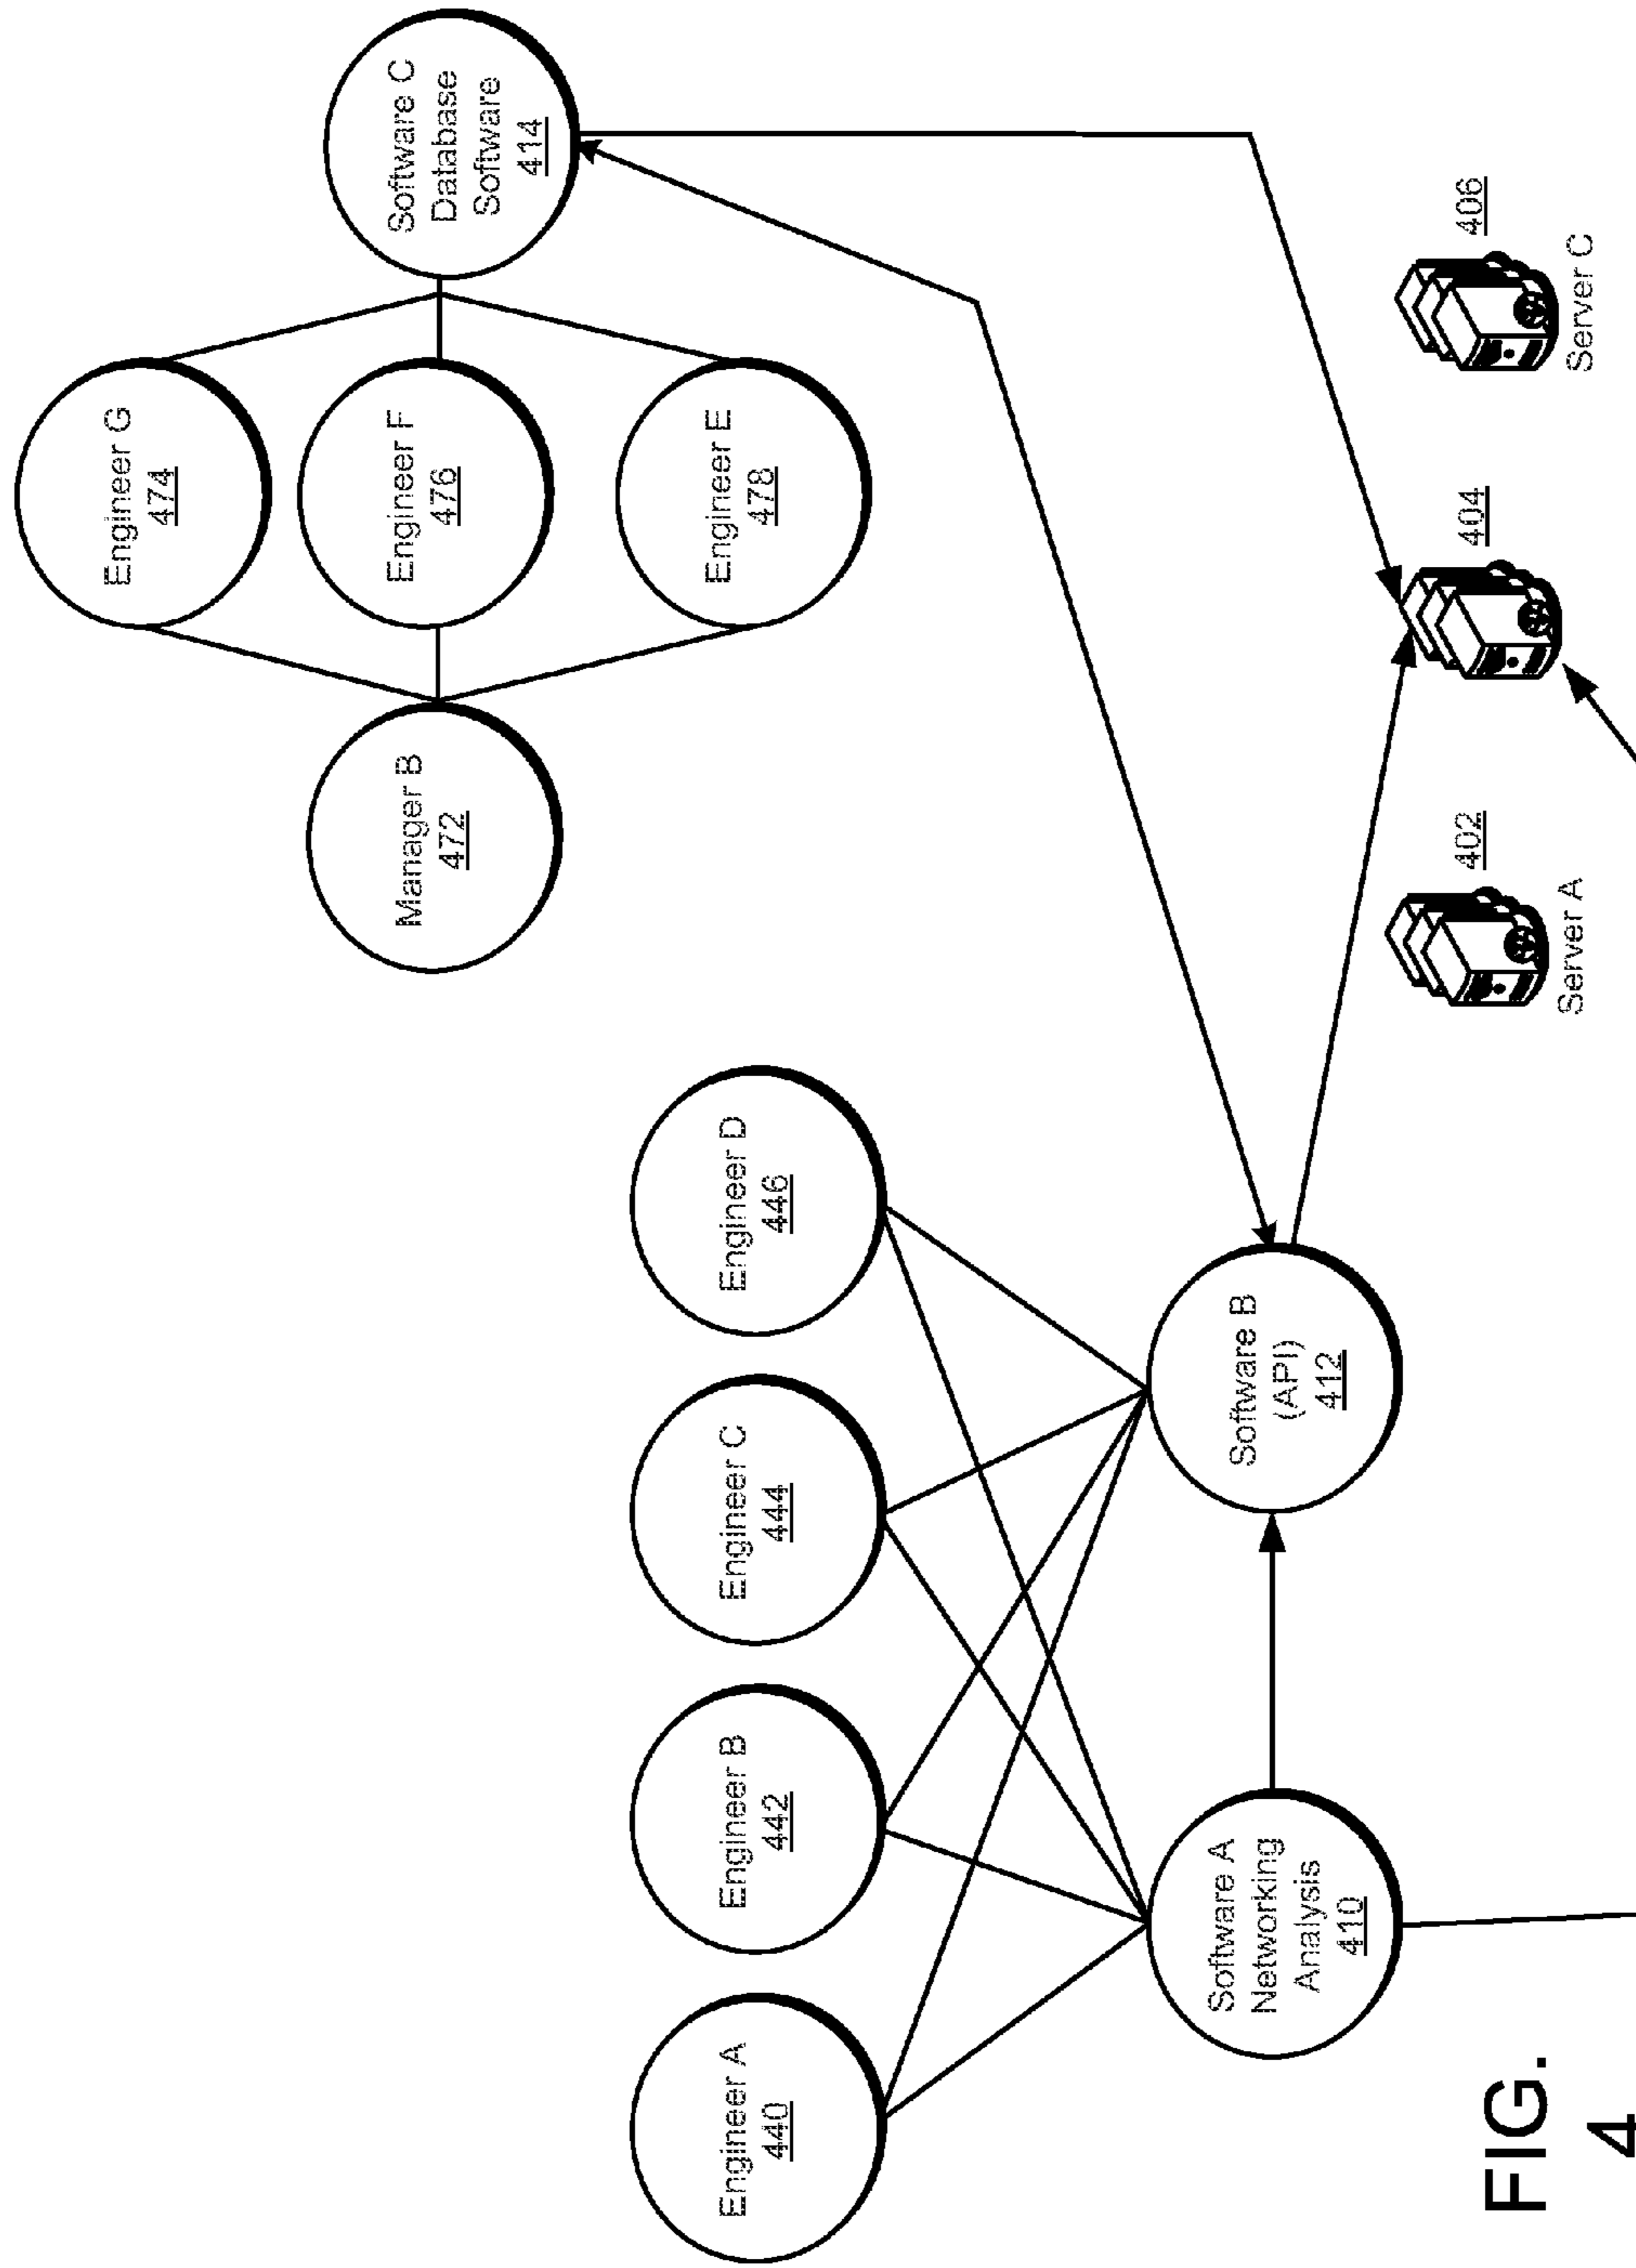 Engineer G
474
Manager B
472
Engineer F
476
Software C
Database
Software
414
Engineer E
478
Engineer A
440
Engineer B
442
Engineer C
444
Engineer D
446
Software A
Networking
Analysis
410
Software B
(API)
412
402
Server A
404
406
Server C
FIG.
4